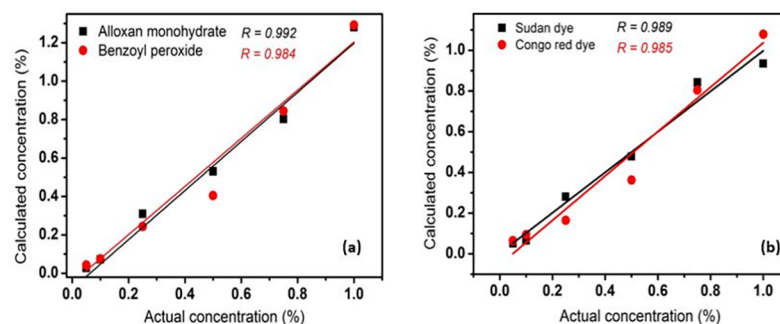 Alloxan monohydrate R = 0.992
Benzoyl peroxide R = 0.984
Calculated concentration (%)
1.2
1.0
0.8
0.6
0.4
0.2
0.0
(a)
0.0 0.2 0.4 0.6 0.8 1.0
Actual concentration (%)
Sudan dye R = 0.989
Congo red dye R = 0.985
Calculated concentration (%)
1.0
0.8
0.6
0.4
0.2
0.0
(b)
0.0 0.2 0.4 0.6 0.8 1.0
Actual concentration (%)